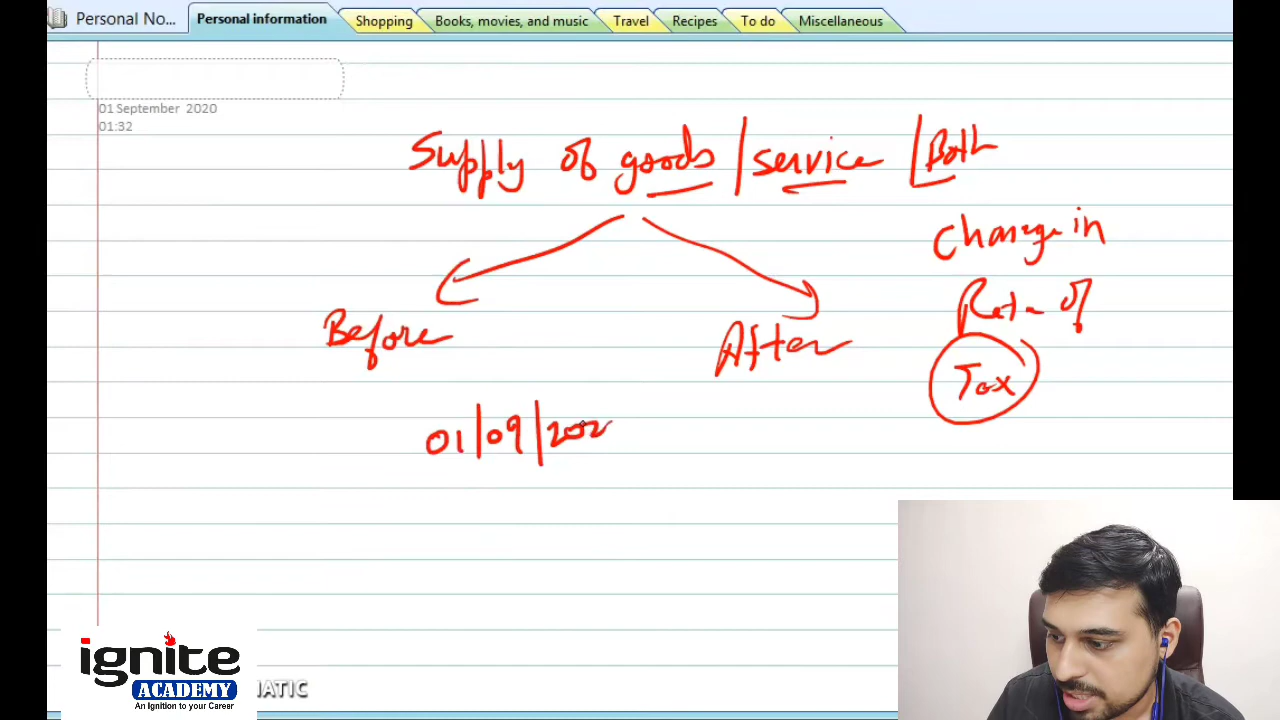 Personal No...
Personal information
Shopping
Books, movies, and music
Travel
Recipes
To do
Miscellaneous
01 September 2020
01:32
Supply of goods / service / Both
Change in
Rate of
Tax
Before
After
01/09/202
ignite
ACADEMY
An Ignition to your Career
MATIC